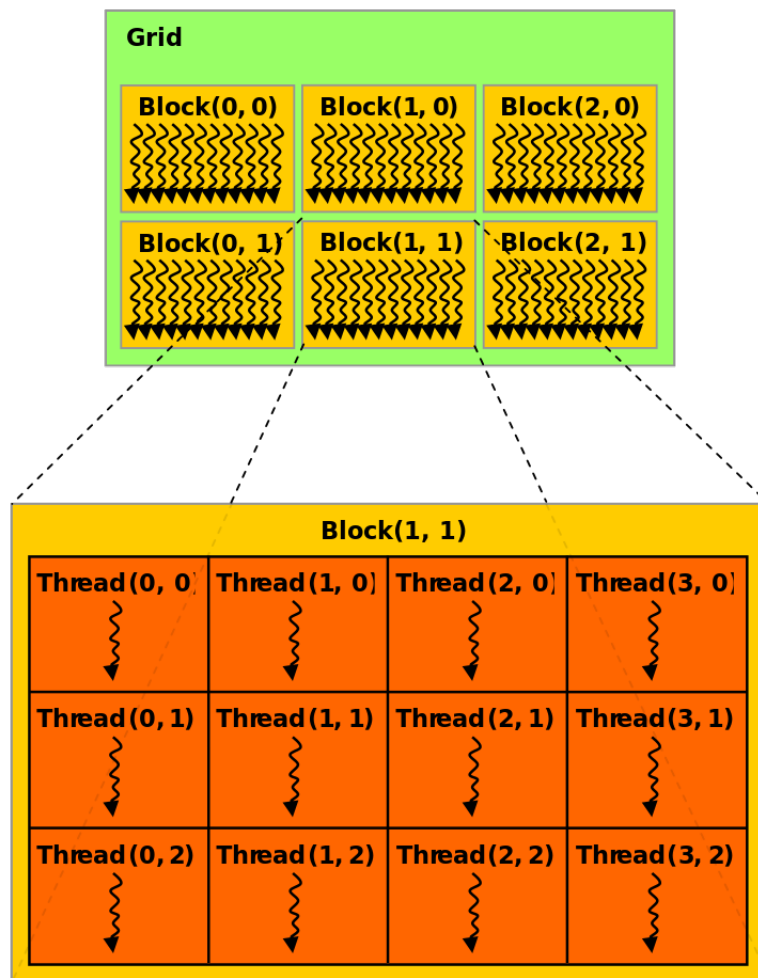 Grid
Block(0, 0) Block(1, 0) Block(2, 0)
Block(0, 1) Block(1, 1) Block(2, 1)
Block(1, 1)
Thread(0, 0) Thread(1, 0) Thread(2, 0) Thread(3, 0)
Thread(0, 1) Thread(1, 1) Thread(2, 1) Thread(3, 1)
Thread(0, 2) Thread(1, 2) Thread(2, 2) Thread(3, 2)